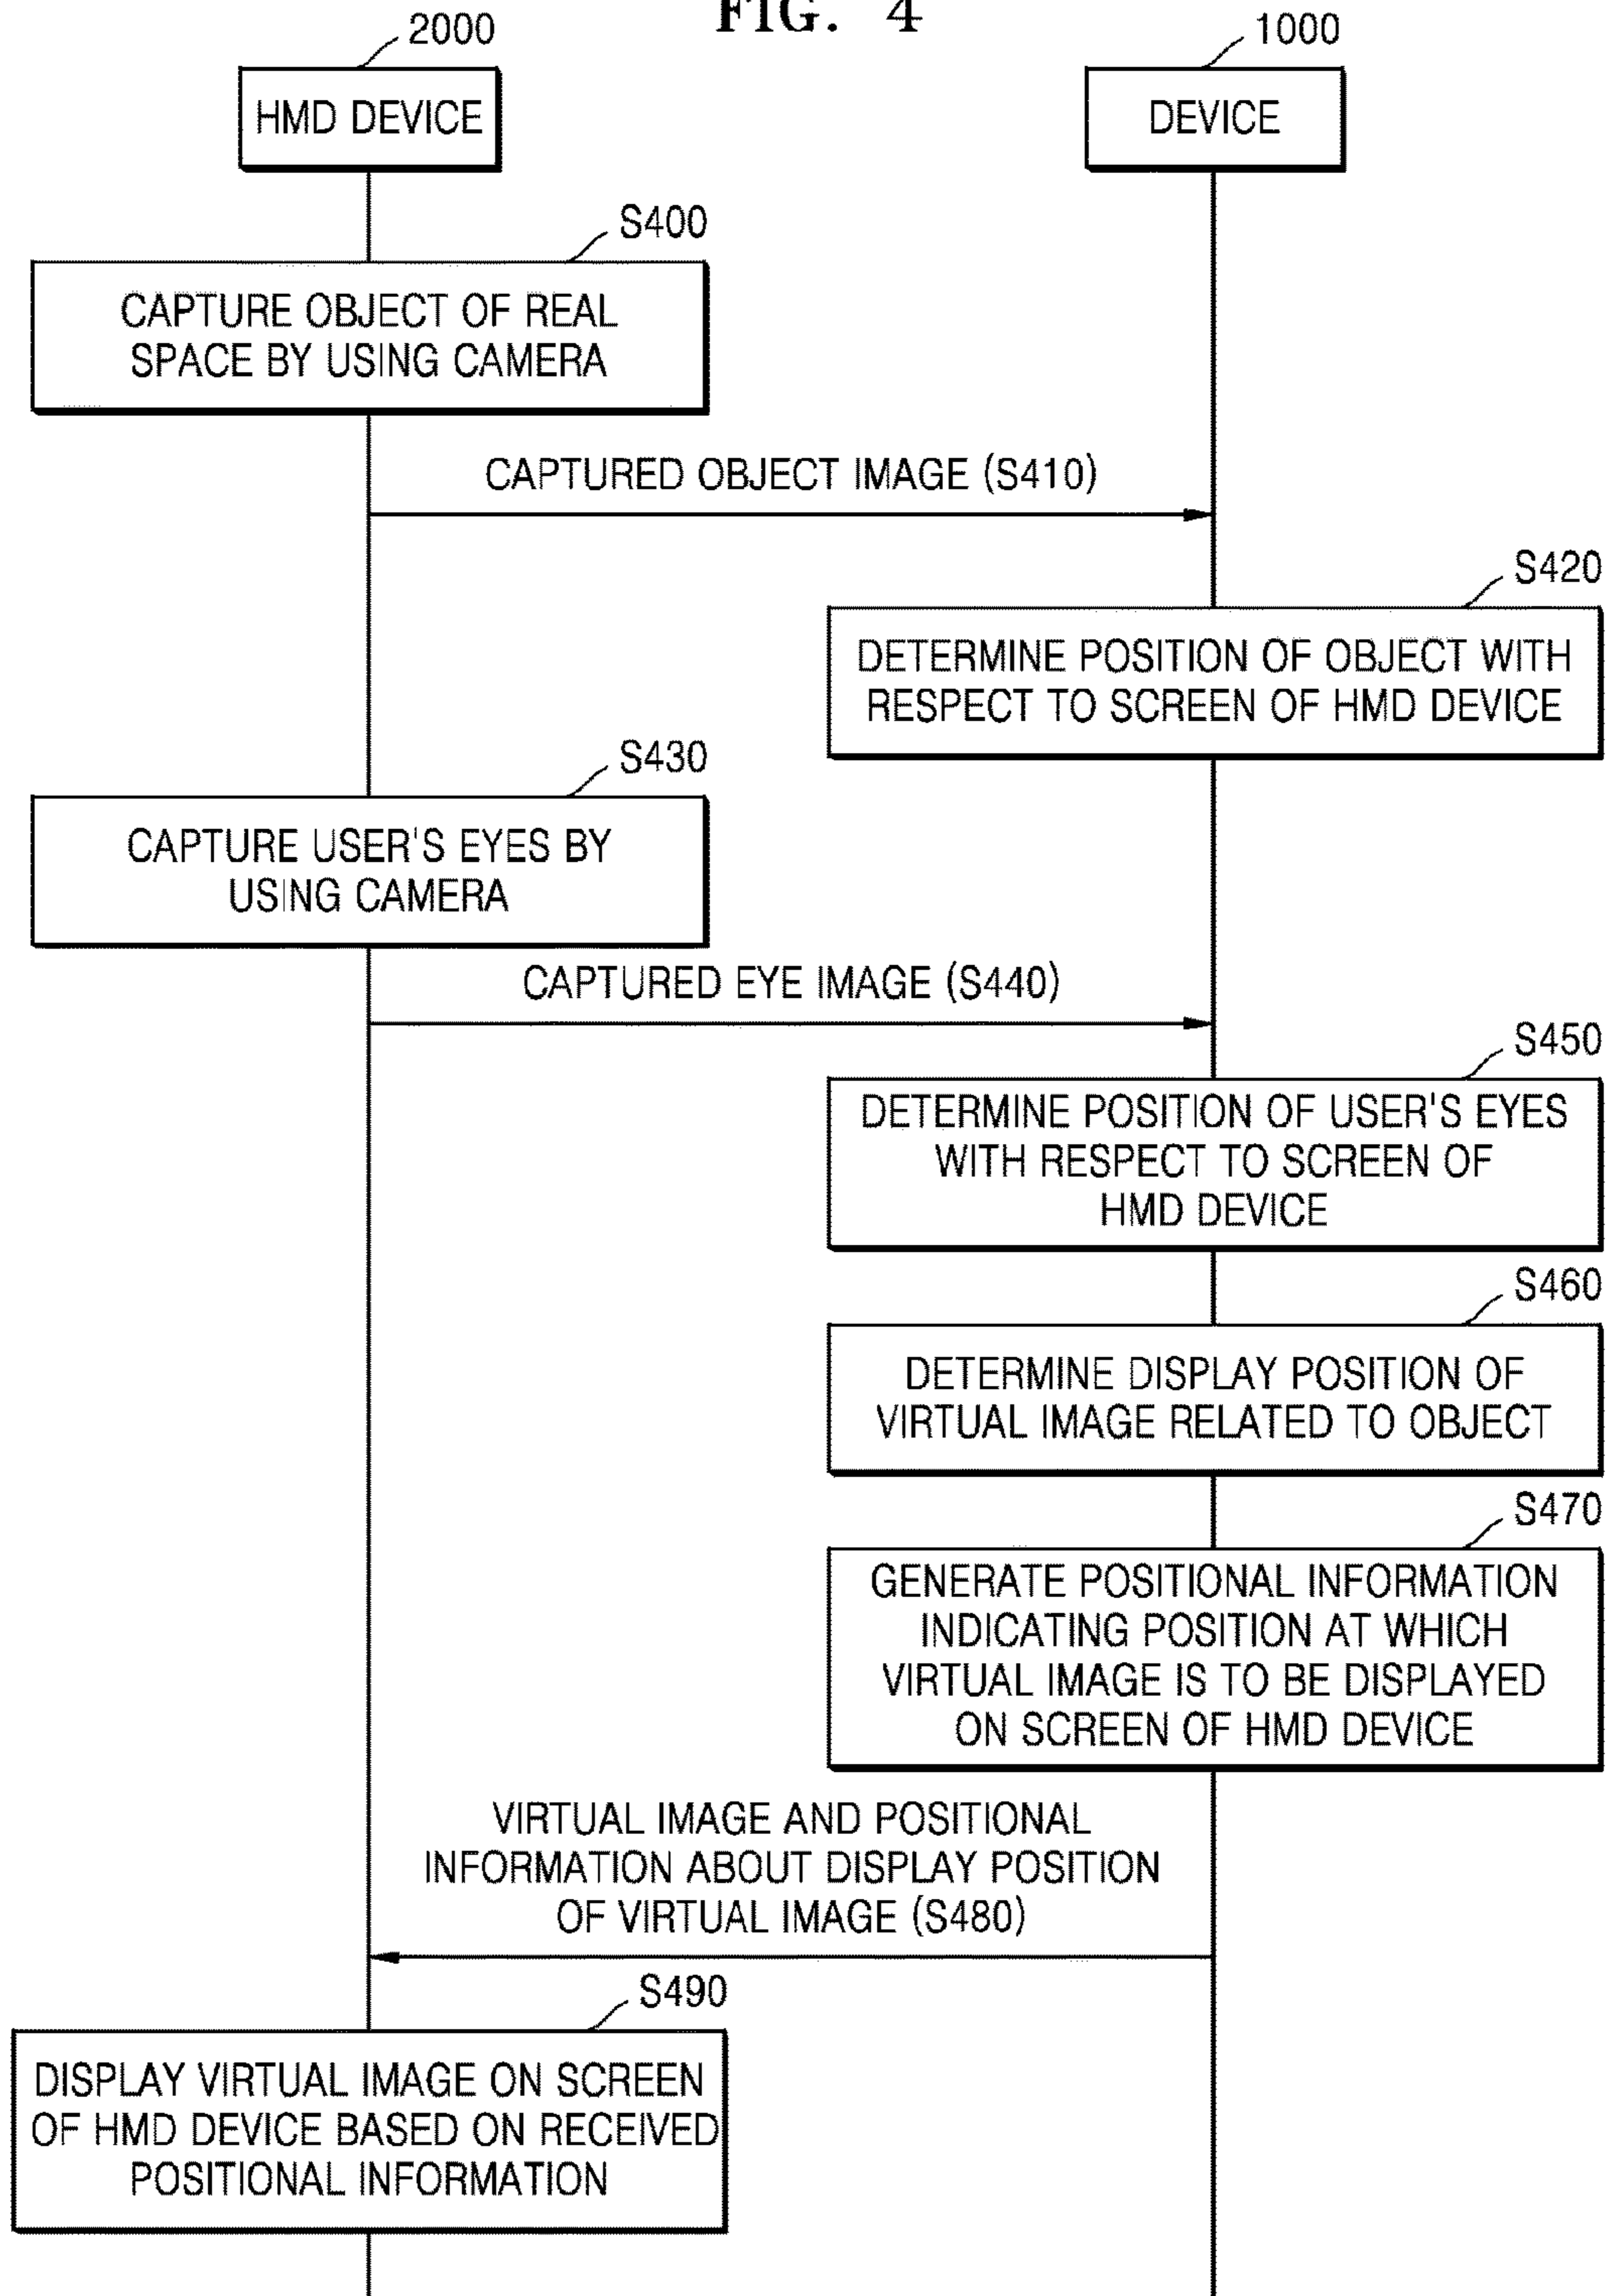 FIG. 4
2000
1000
HMD DEVICE
DEVICE
S400
CAPTURE OBJECT OF REAL
SPACE BY USING CAMERA
CAPTURED OBJECT IMAGE (S410)
S420
DETERMINE POSITION OF OBJECT WITH
RESPECT TO SCREEN OF HMD DEVICE
S430
CAPTURE USER'S EYES BY
USING CAMERA
CAPTURED EYE IMAGE (S440)
S450
DETERMINE POSITION OF USER'S EYES
WITH RESPECT TO SCREEN OF
HMD DEVICE
S460
DETERMINE DISPLAY POSITION OF
VIRTUAL IMAGE RELATED TO OBJECT
S470
GENERATE POSITIONAL INFORMATION
INDICATING POSITION AT WHICH
VIRTUAL IMAGE IS TO BE DISPLAYED
ON SCREEN OF HMD DEVICE
VIRTUAL IMAGE AND POSITIONAL
INFORMATION ABOUT DISPLAY POSITION
OF VIRTUAL IMAGE (S480)
S490
DISPLAY VIRTUAL IMAGE ON SCREEN
OF HMD DEVICE BASED ON RECEIVED
POSITIONAL INFORMATION